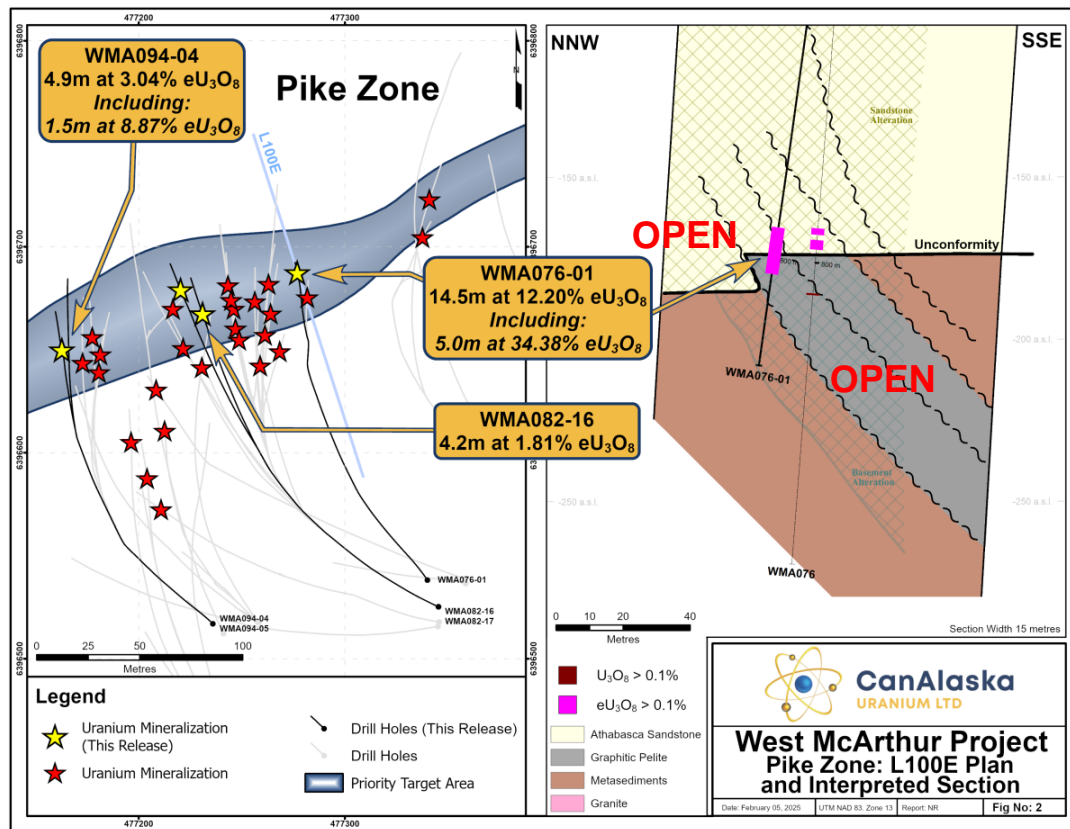 477200
477300
6396800
6396700
6396600
6396500
WMA094-04
4.9m at 3.04% eU₃O₈
Including:
1.5m at 8.87% eU₃O₈
Pike Zone
N
L100E
WMA076-01
14.5m at 12.20% eU₃O₈
Including:
5.0m at 34.38% eU₃O₈
WMA082-16
4.2m at 1.81% eU₃O₈
WMA076-01
WMA082-16
WMA082-17
WMA094-04
WMA094-05
0 25 50 100
Metres
Legend
Uranium Mineralization
(This Release)
Uranium Mineralization
Drill Holes (This Release)
Drill Holes
Priority Target Area
477200
477300
NNW
SSE
6396800
6396700
Sandstone
Alteration
-150 a.s.l.
-150 a.s.l.
OPEN
Unconformity
800 m
800 m
-200 a.s.l.
WMA076-01
OPEN
Basement
Alteration
-250 a.s.l.
-250 a.s.l.
WMA076
0 10 20 40
Metres
Section Width 15 metres
U₃O₈ > 0.1%
eU₃O₈ > 0.1%
Athabasca Sandstone
Graphitic Pelite
Metasediments
Granite
CanAlaska
URANIUM LTD
West McArthur Project
Pike Zone: L100E Plan
and Interpreted Section
Date: February 05, 2025
UTM NAD 83. Zone 13
Report: NR
Fig No: 2